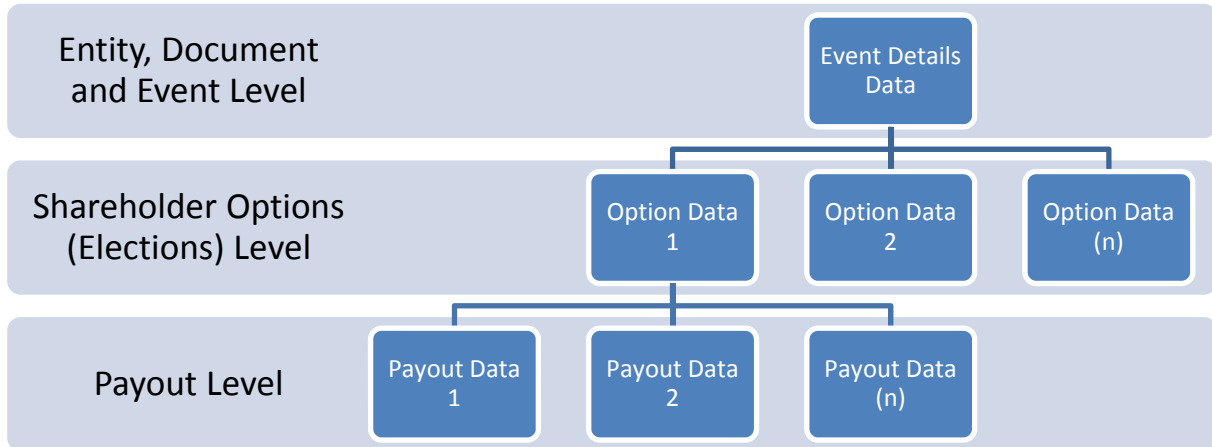 Entity, Document
and Event Level
Event Details
Data
Shareholder Options
(Elections) Level
Option Data
1
Option Data
2
Option Data
(n)
Payout Level
Payout Data
1
Payout Data
2
Payout Data
(n)